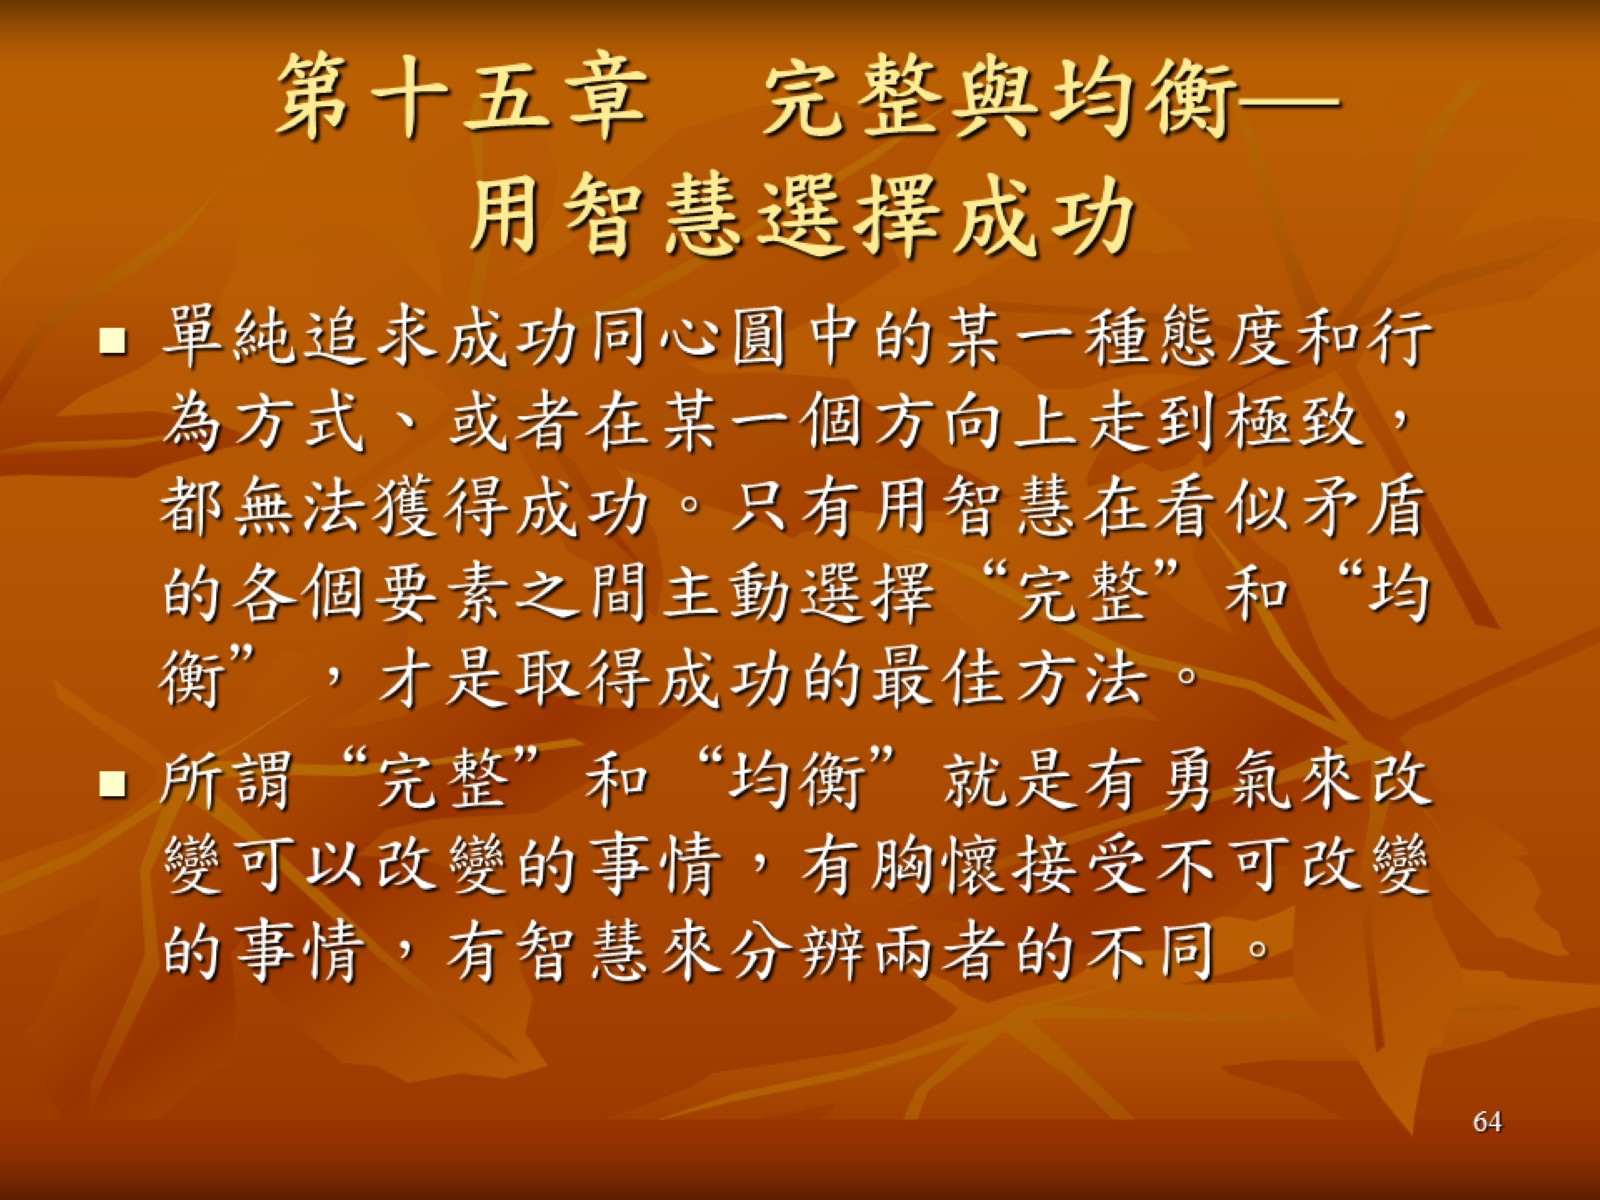 第十五章　完整與均衡—
用智慧選擇成功
單純追求成功同心圓中的某一種態度和行
為方式、或者在某一個方向上走到極致，
都無法獲得成功。只有用智慧在看似矛盾
的各個要素之間主動選擇“完整”和“均
衡”，才是取得成功的最佳方法。
所謂“完整”和“均衡”就是有勇氣來改
變可以改變的事情，有胸懷接受不可改變
的事情，有智慧來分辨兩者的不同。
64